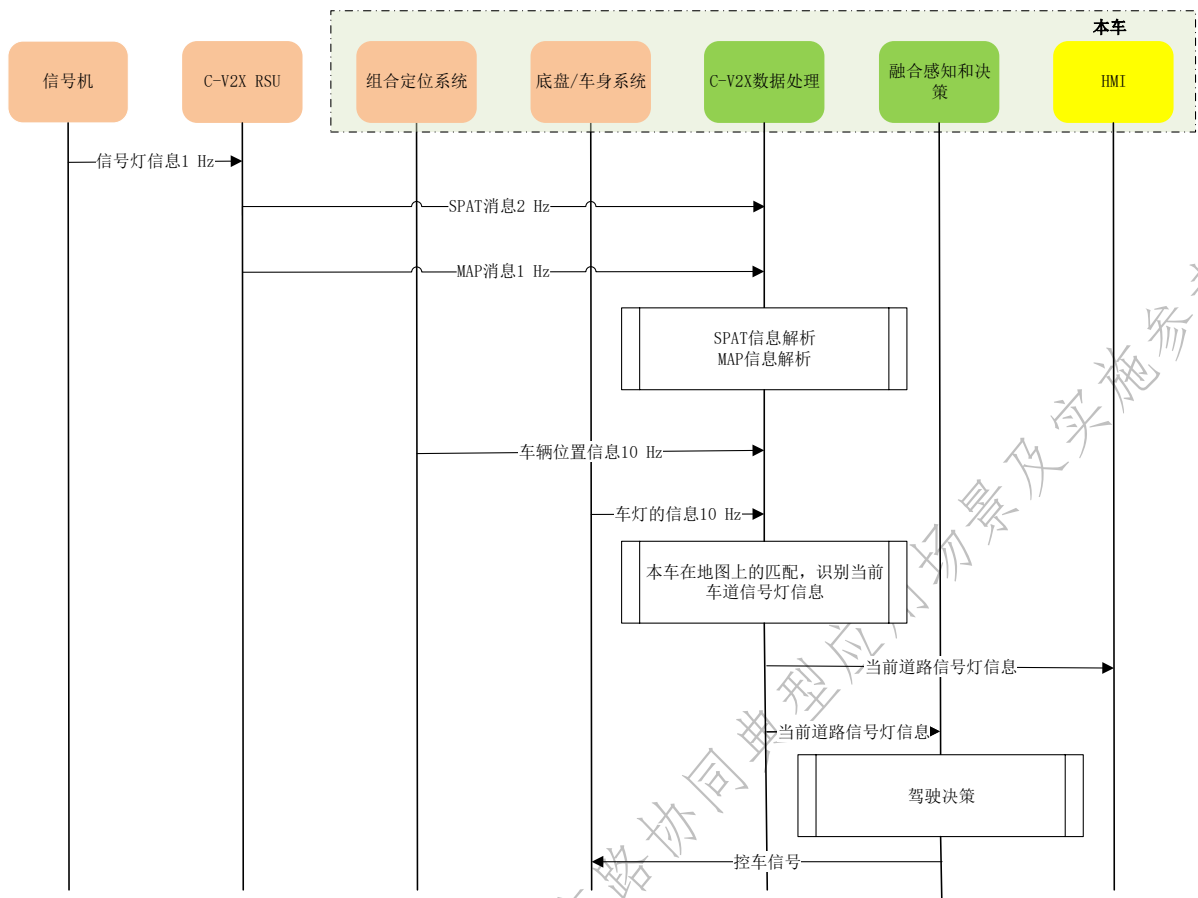 本车
信号机
C-V2X RSU
组合定位系统
底盘/车身系统
C-V2X数据处理
融合感知和决
策
HMI
信号灯信息1 Hz
SPAT消息2 Hz
MAP消息1 Hz
SPAT信息解析
MAP信息解析
车辆位置信息10 Hz
车灯的信息10 Hz
本车在地图上的匹配，识别当前
车道信号灯信息
当前道路信号灯信息
当前道路信号灯信息
驾驶决策
控车信号
路协同典型应用场景及实施参